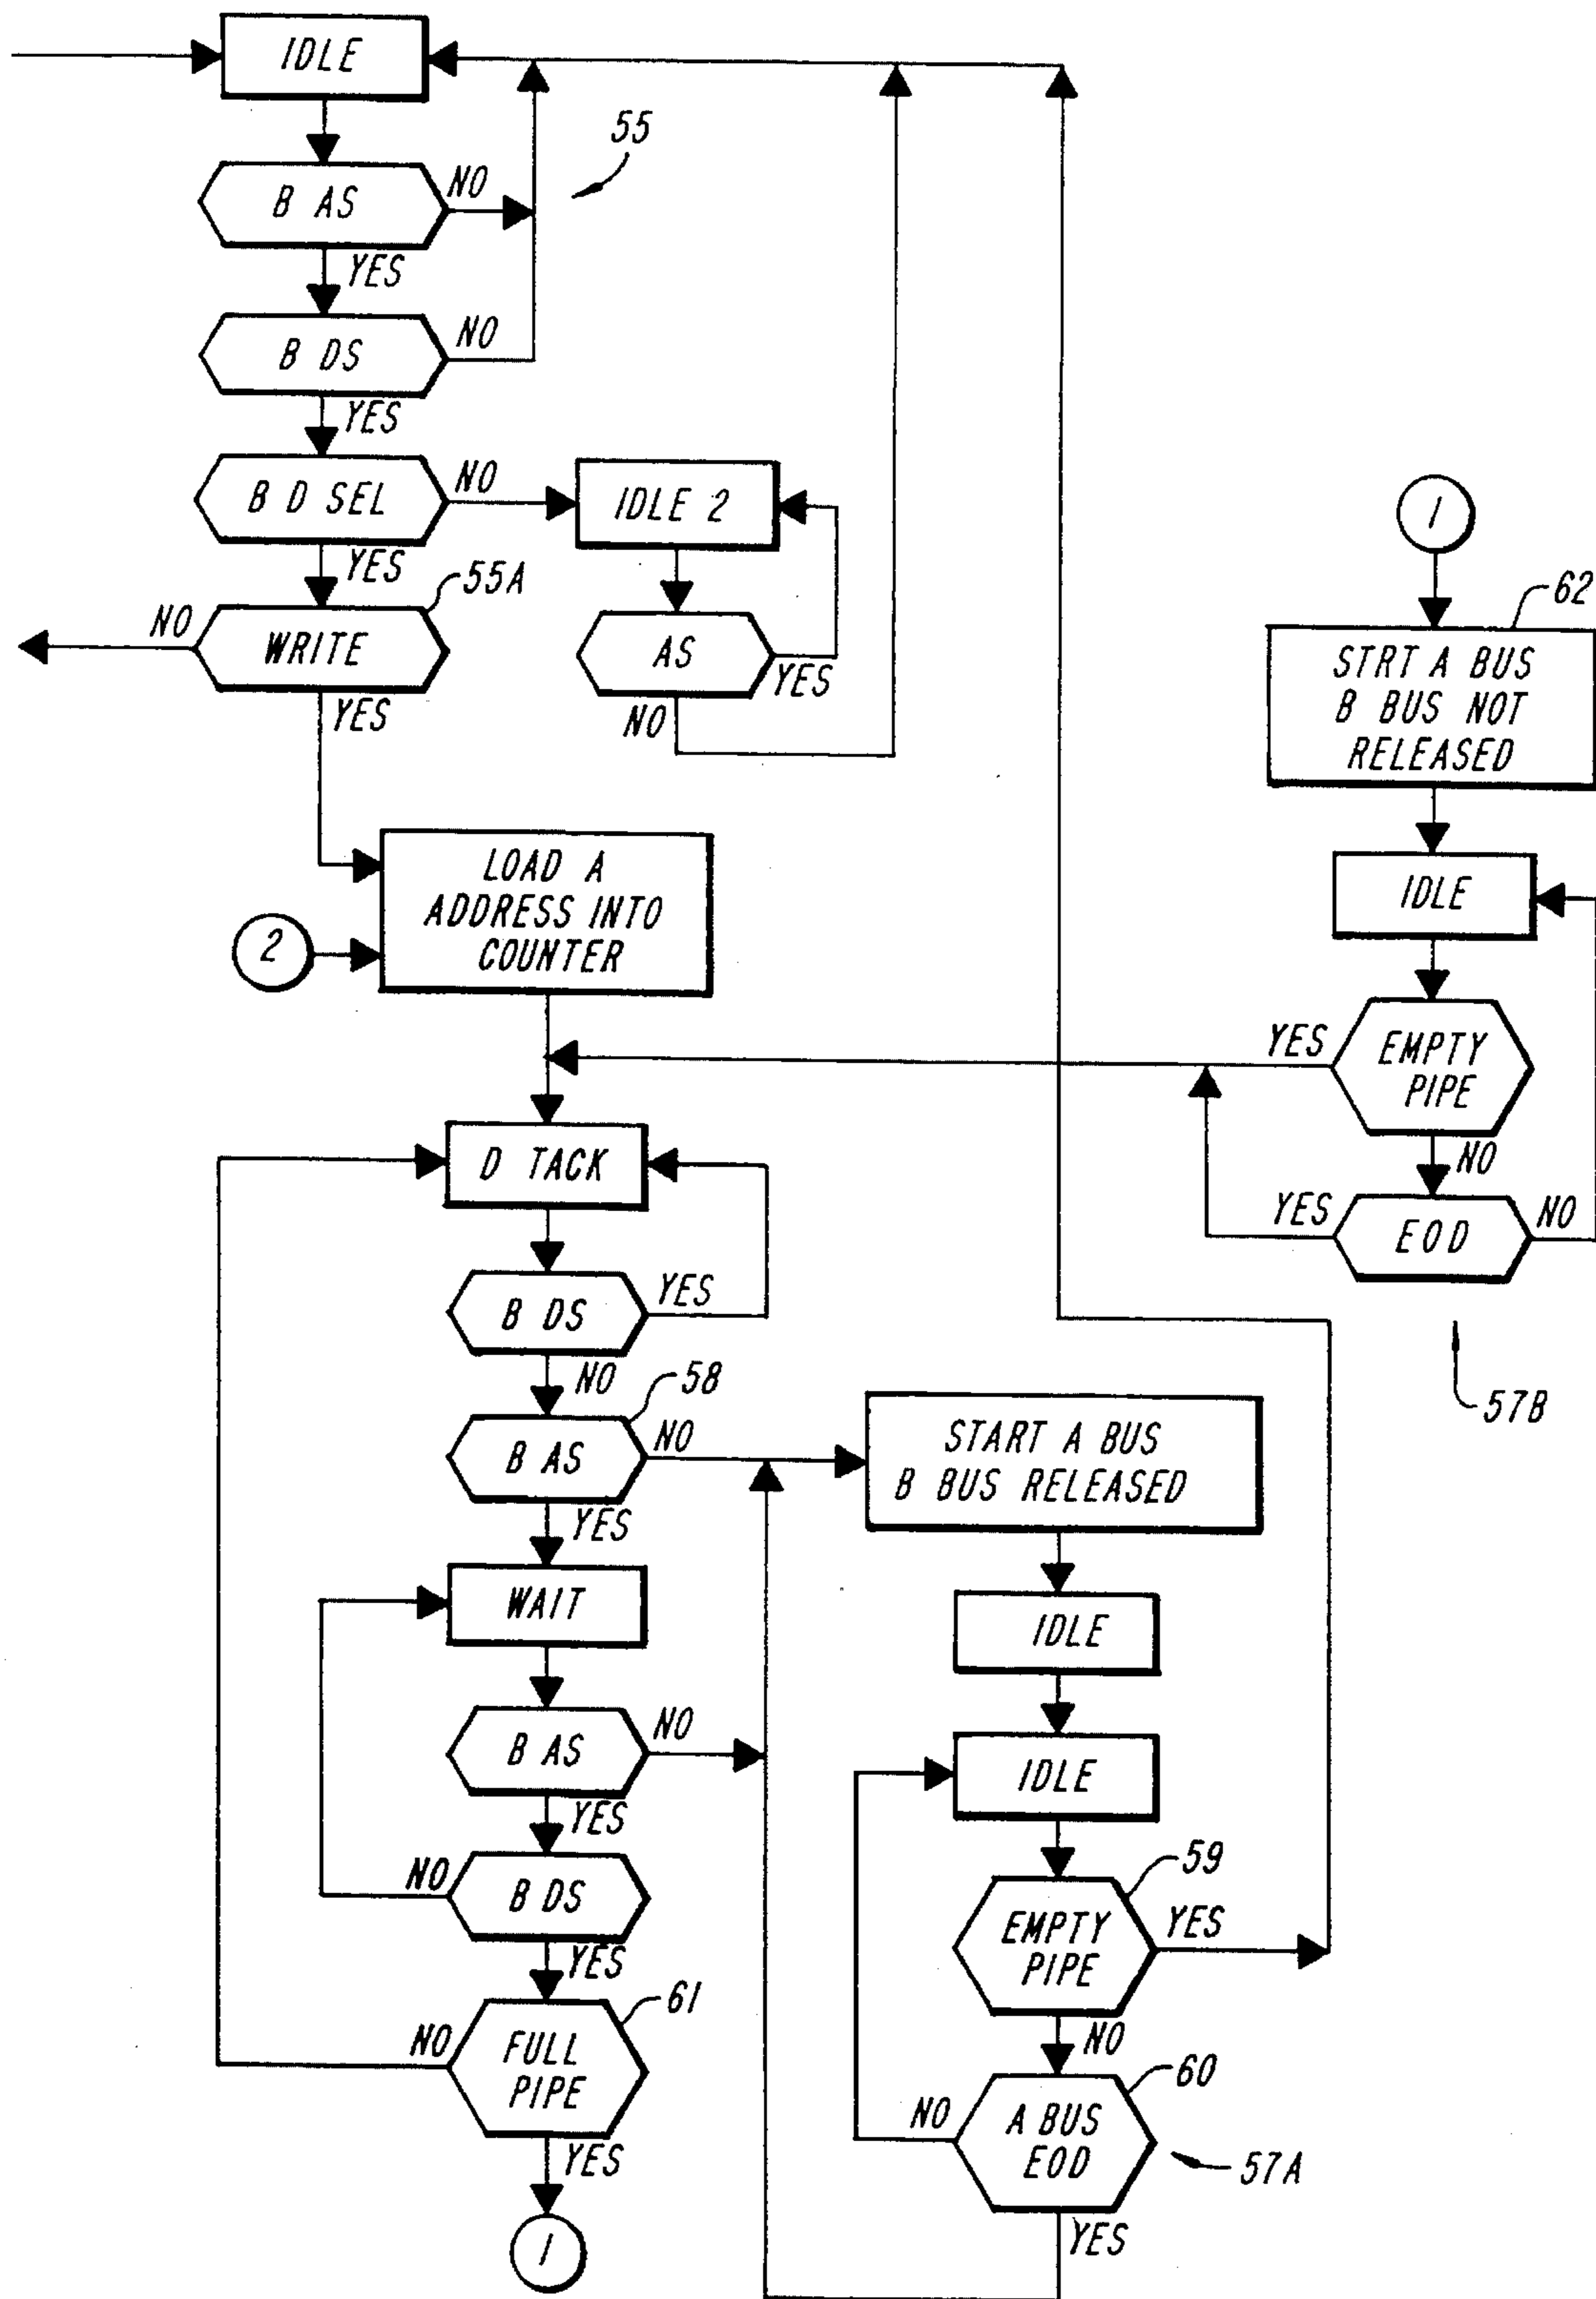 IDLE
55
B AS
NO
YES
B DS
NO
YES
B D SEL
NO
IDLE 2
YES
55A
NO
WRITE
YES
AS
YES
NO
LOAD A
ADDRESS INTO
COUNTER
2
D TACK
B DS
YES
NO
58
B AS
NO
YES
WAIT
B AS
NO
YES
NO
B DS
YES
61
NO
FULL
PIPE
YES
1
START A BUS
B BUS RELEASED
IDLE
IDLE
59
EMPTY
PIPE
YES
NO
60
NO
A BUS
EOD
57A
YES
1
62
STRT A BUS
B BUS NOT
RELEASED
IDLE
YES
EMPTY
PIPE
NO
YES
EOD
NO
57B